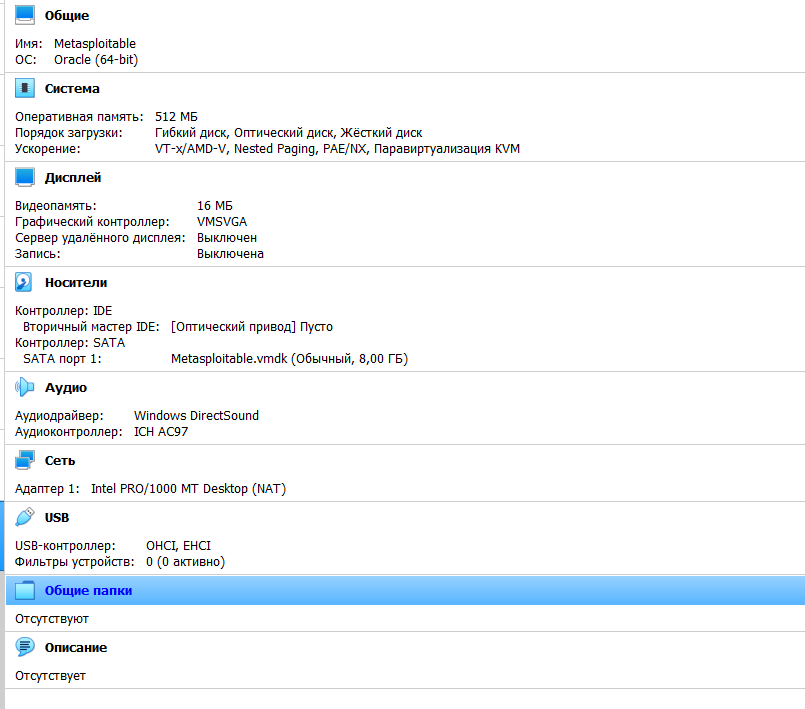 Общие
Имя: Metasploitable
ОС: Oracle (64-bit)
Система
Оперативная память: 512 МБ
Порядок загрузки: Гибкий диск, Оптический диск, Жёсткий диск
Ускорение: VT-x/AMD-V, Nested Paging, PAE/NX, Паравиртуализация KVM
Дисплей
Видеопамять: 16 МБ
Графический контроллер: VMSVGA
Сервер удалённого дисплея: Выключен
Запись: Выключена
Носители
Контроллер: IDE
Вторичный мастер IDE: [Оптический привод] Пусто
Контроллер: SATA
SATA порт 1: Metasploitable.vmdk (Обычный, 8,00 ГБ)
Аудио
Аудиодрайвер: Windows DirectSound
Аудиоконтроллер: ICH AC97
Сеть
Адаптер 1: Intel PRO/1000 MT Desktop (NAT)
USB
USB-контроллер: OHCI, EHCI
Фильтры устройств: 0 (0 активно)
Общие папки
Отсутствуют
Описание
Отсутствует